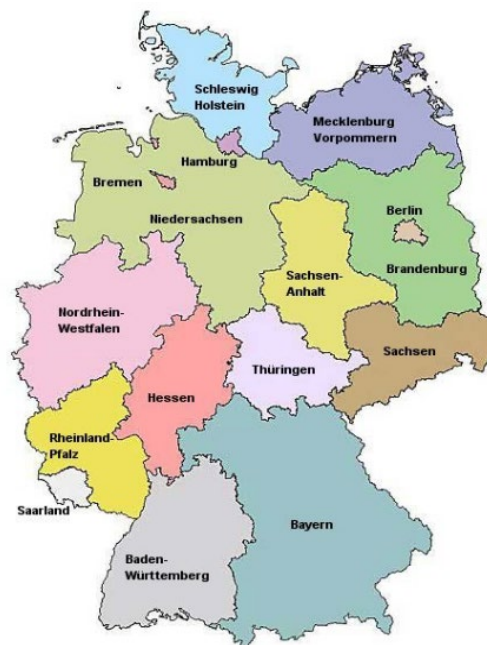 Schleswig
Holstein
Mecklenburg
Vorpommern
Hamburg
Bremen
Niedersachsen
Berlin
Brandenburg
Sachsen-
Anhalt
Nordrhein-
Westfalen
Sachsen
Thüringen
Hessen
Rheinland-
Pfalz
Saarland
Bayern
Baden-
Württemberg